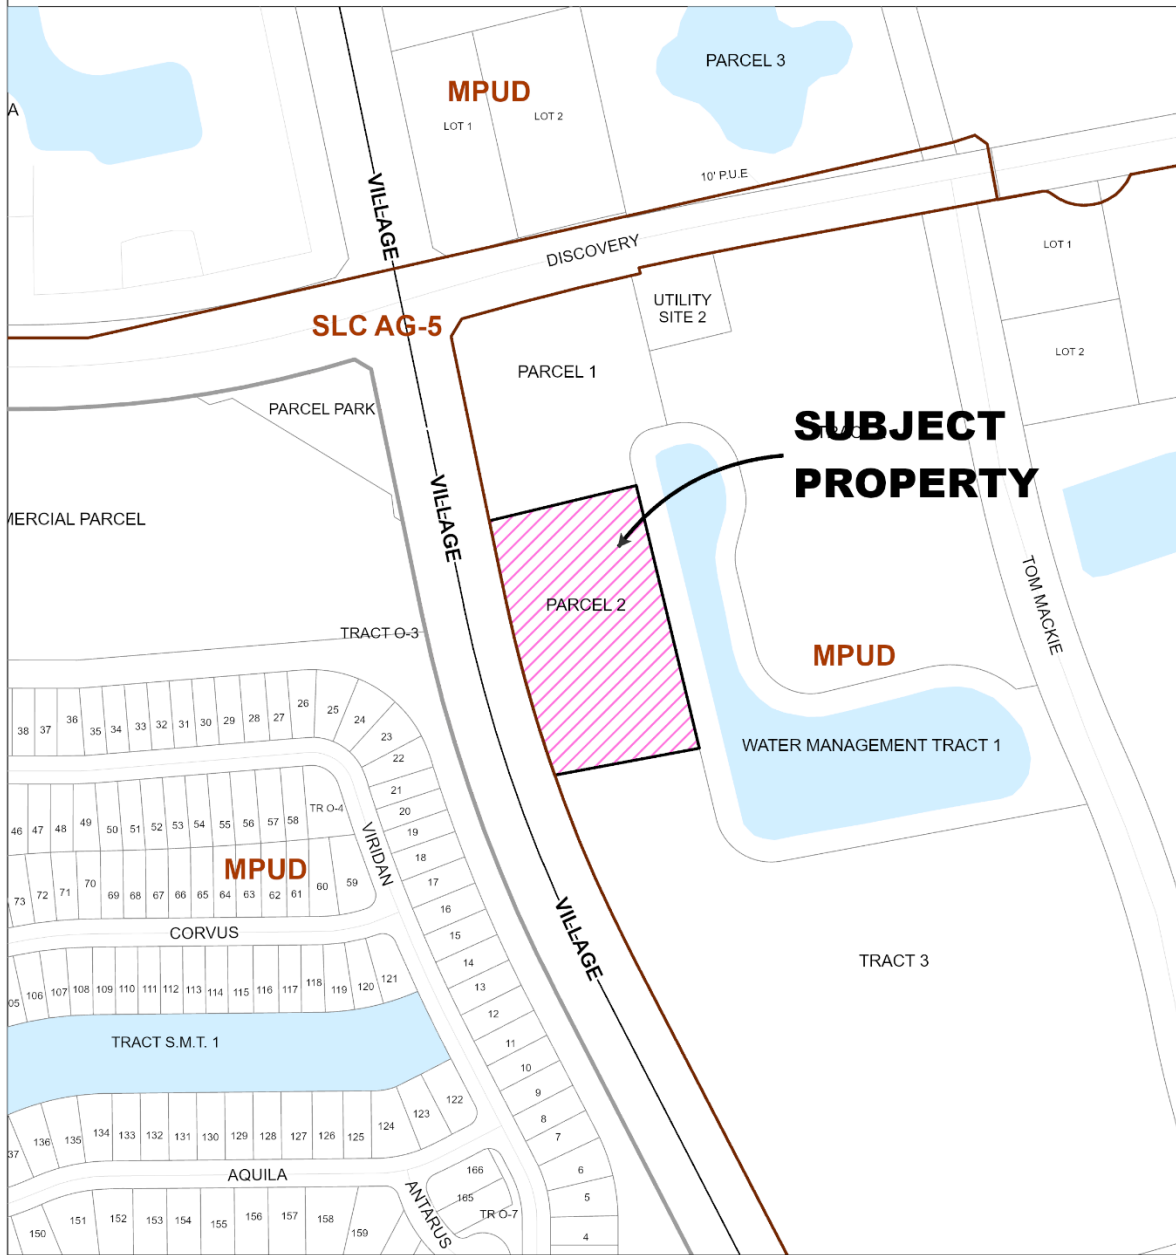 A
MPUD
LOT 1
LOT 2
PARCEL 3
VILLAGE
10' P.U.E
DISCOVERY
LOT 1
UTILITY
SITE 2
SLC AG-5
LOT 2
PARCEL 1
PARCEL PARK
SUBJECT
PROPERTY
VILLAGE
MERCIAL PARCEL
TOM MACKIE
PARCEL 2
TRACT O-3
MPUD
WATER MANAGEMENT TRACT 1
38 37 36 35 34 33 32 31 30 29 28 27 26 25 24 23 22 21 20 19 18 17 16 15 14 13 12 11 10 9 8 7 6 5 4
46 47 48 49 50 51 52 53 54 55 56 57 58 TR O-4
VIRIDAN
MPUD
73 72 71 70 69 68 67 66 65 64 63 62 61 60 59
CORVUS
VILLAGE
TRACT 3
05 106 107 108 109 110 111 112 113 114 115 116 117 118 119 120 121
TRACT S.M.T. 1
37 136 135 134 133 132 131 130 129 128 127 126 125 124 123 122
AQUILA
166
165
ANTARUS
TR O-7
150 151 152 153 154 155 156 157 158 159